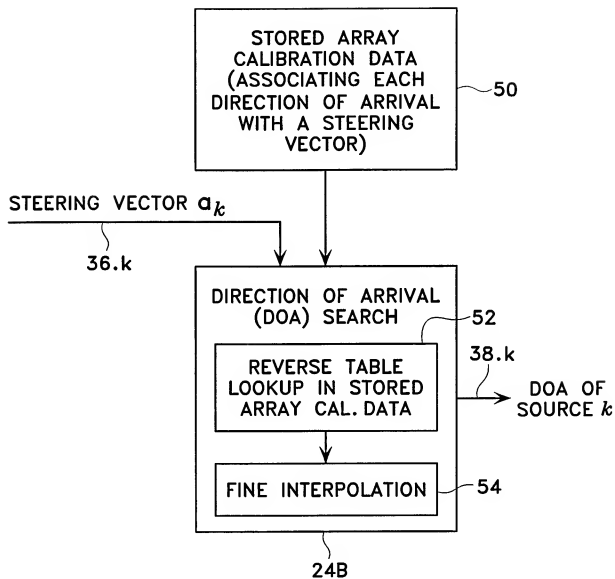 STORED ARRAY
CALIBRATION DATA
(ASSOCIATING EACH
DIRECTION OF ARRIVAL
WITH A STEERING
VECTOR)
50
STEERING VECTOR ak
36.k
DIRECTION OF ARRIVAL
(DOA) SEARCH
52
38.k
REVERSE TABLE
LOOKUP IN STORED
ARRAY CAL. DATA
DOA OF
SOURCE k
FINE INTERPOLATION
54
24B